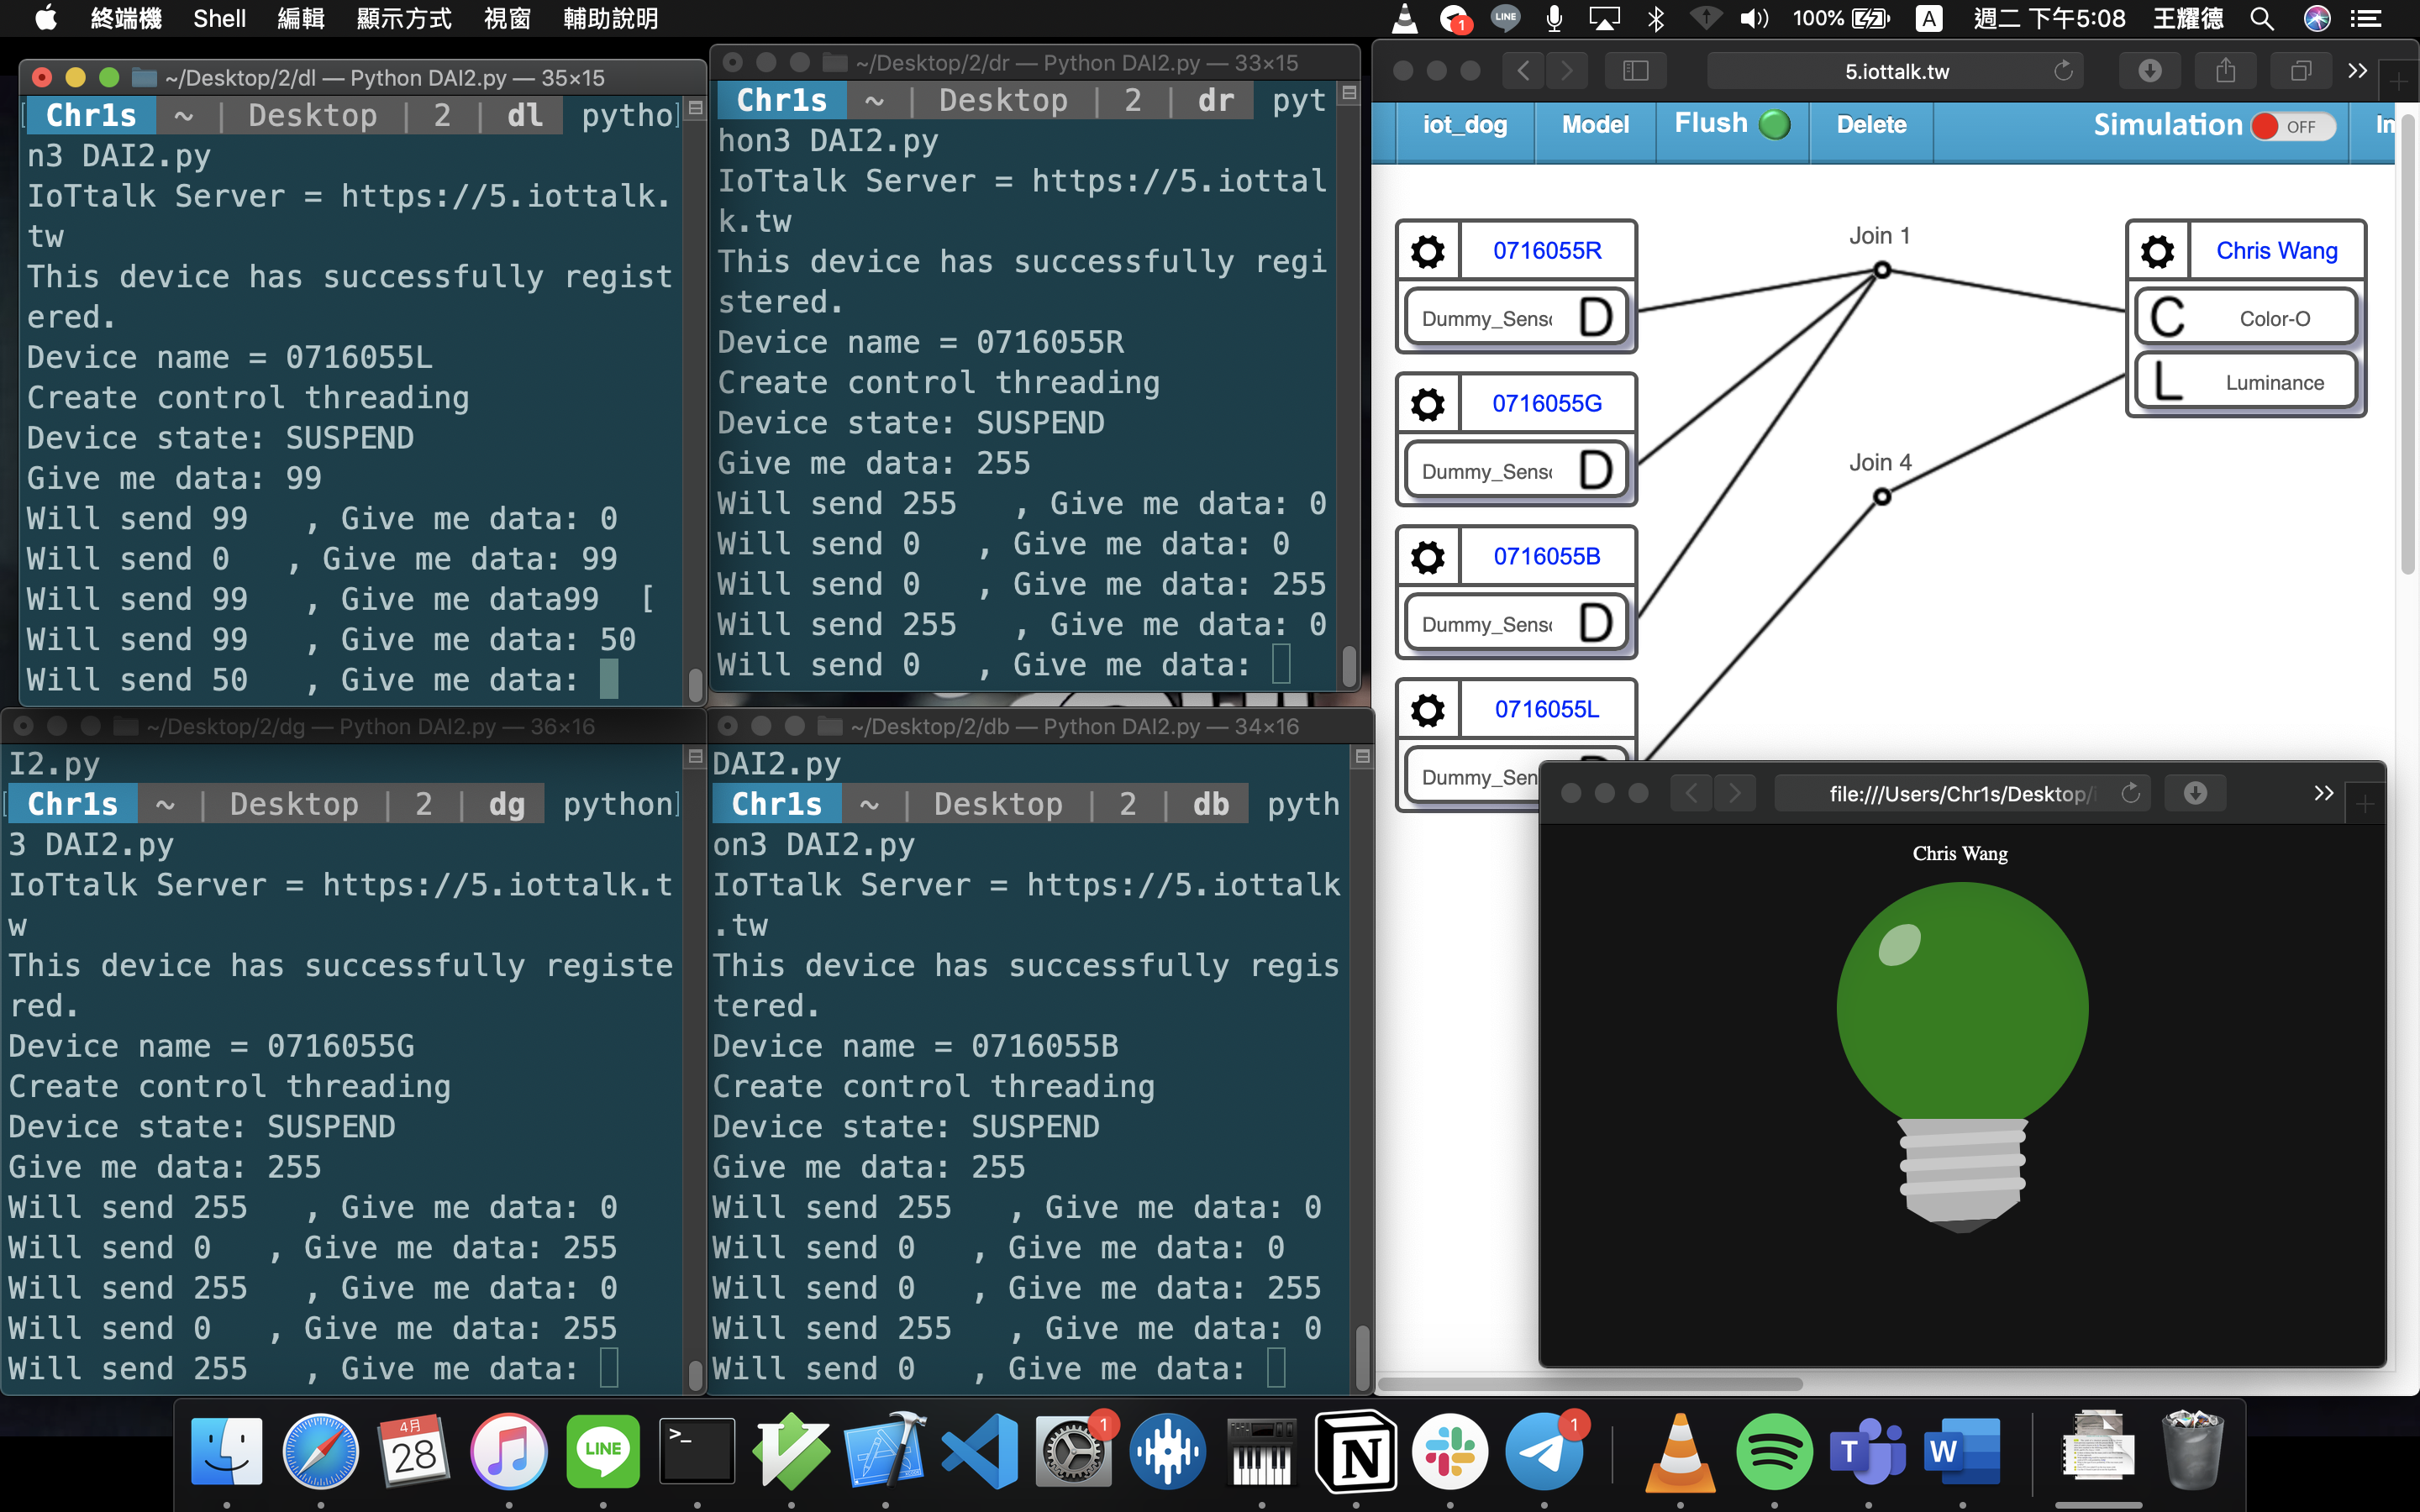 終端機 Shell 編輯 顯示方式 視窗 輔助說明
1 LINE 100% A 週二 下午5:08 王耀德
~/Desktop/2/dl — Python DAI2.py — 35×15
[ Chr1s ~ | Desktop | 2 | dl pytho]
n3 DAI2.py
IoTtalk Server = https://5.iottalk.
tw
This device has successfully regist
ered.
Device name = 0716055L
Create control threading
Device state: SUSPEND
Give me data: 99
Will send 99 , Give me data: 0
Will send 0 , Give me data: 99
Will send 99 , Give me data99 [
Will send 99 , Give me data: 50
Will send 50 , Give me data:
~/Desktop/2/dr — Python DAI2.py — 33×15
Chr1s ~ | Desktop | 2 | dr pyt
hon3 DAI2.py
IoTtalk Server = https://5.iottal
k.tw
This device has successfully regi
stered.
Device name = 0716055R
Create control threading
Device state: SUSPEND
Give me data: 255
Will send 255 , Give me data: 0
Will send 0 , Give me data: 0
Will send 0 , Give me data: 255
Will send 255 , Give me data: 0
Will send 0 , Give me data:
~/Desktop/2/dg — Python DAI2.py — 36×16
I2.py
[ Chr1s ~ | Desktop | 2 | dg python]
3 DAI2.py
IoTtalk Server = https://5.iottalk.t
w
This device has successfully registe
red.
Device name = 0716055G
Create control threading
Device state: SUSPEND
Give me data: 255
Will send 255 , Give me data: 0
Will send 0 , Give me data: 255
Will send 255 , Give me data: 0
Will send 0 , Give me data: 255
Will send 255 , Give me data:
~/Desktop/2/db — Python DAI2.py — 34×16
DAI2.py
Chr1s ~ | Desktop | 2 | db pyth
on3 DAI2.py
IoTtalk Server = https://5.iottalk
.tw
This device has successfully regis
tered.
Device name = 0716055B
Create control threading
Device state: SUSPEND
Give me data: 255
Will send 255 , Give me data: 0
Will send 0 , Give me data: 0
Will send 0 , Give me data: 255
Will send 255 , Give me data: 0
Will send 0 , Give me data:
5.iottalk.tw
iot_dog Model Flush Delete Simulation OFF In
0716055R
Dummy_Senso D
0716055G
Dummy_Senso D
0716055B
Dummy_Senso D
0716055L
Dummy_Sen
Join 1
Join 4
Chris Wang
C Color-O
L Luminance
file:///Users/Chr1s/Desktop/
Chris Wang
4月
28
LINE
>_
1
N
1
T
W